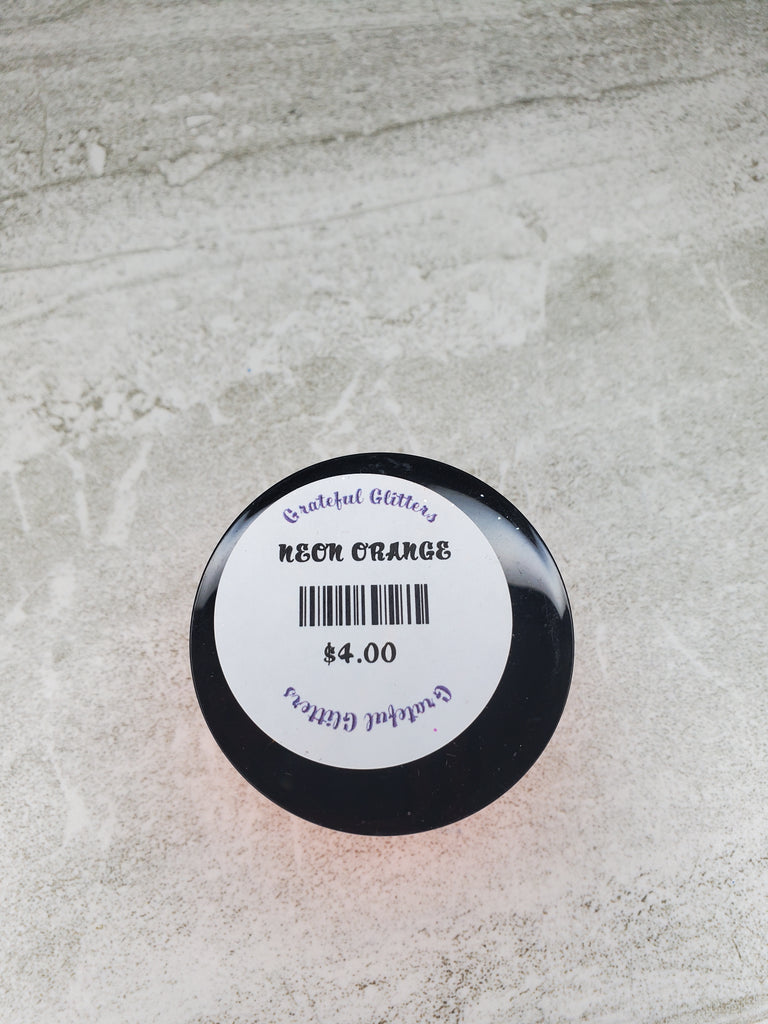 Grateful Glitters
NEON ORANGE
$4.00
Grateful Glitters